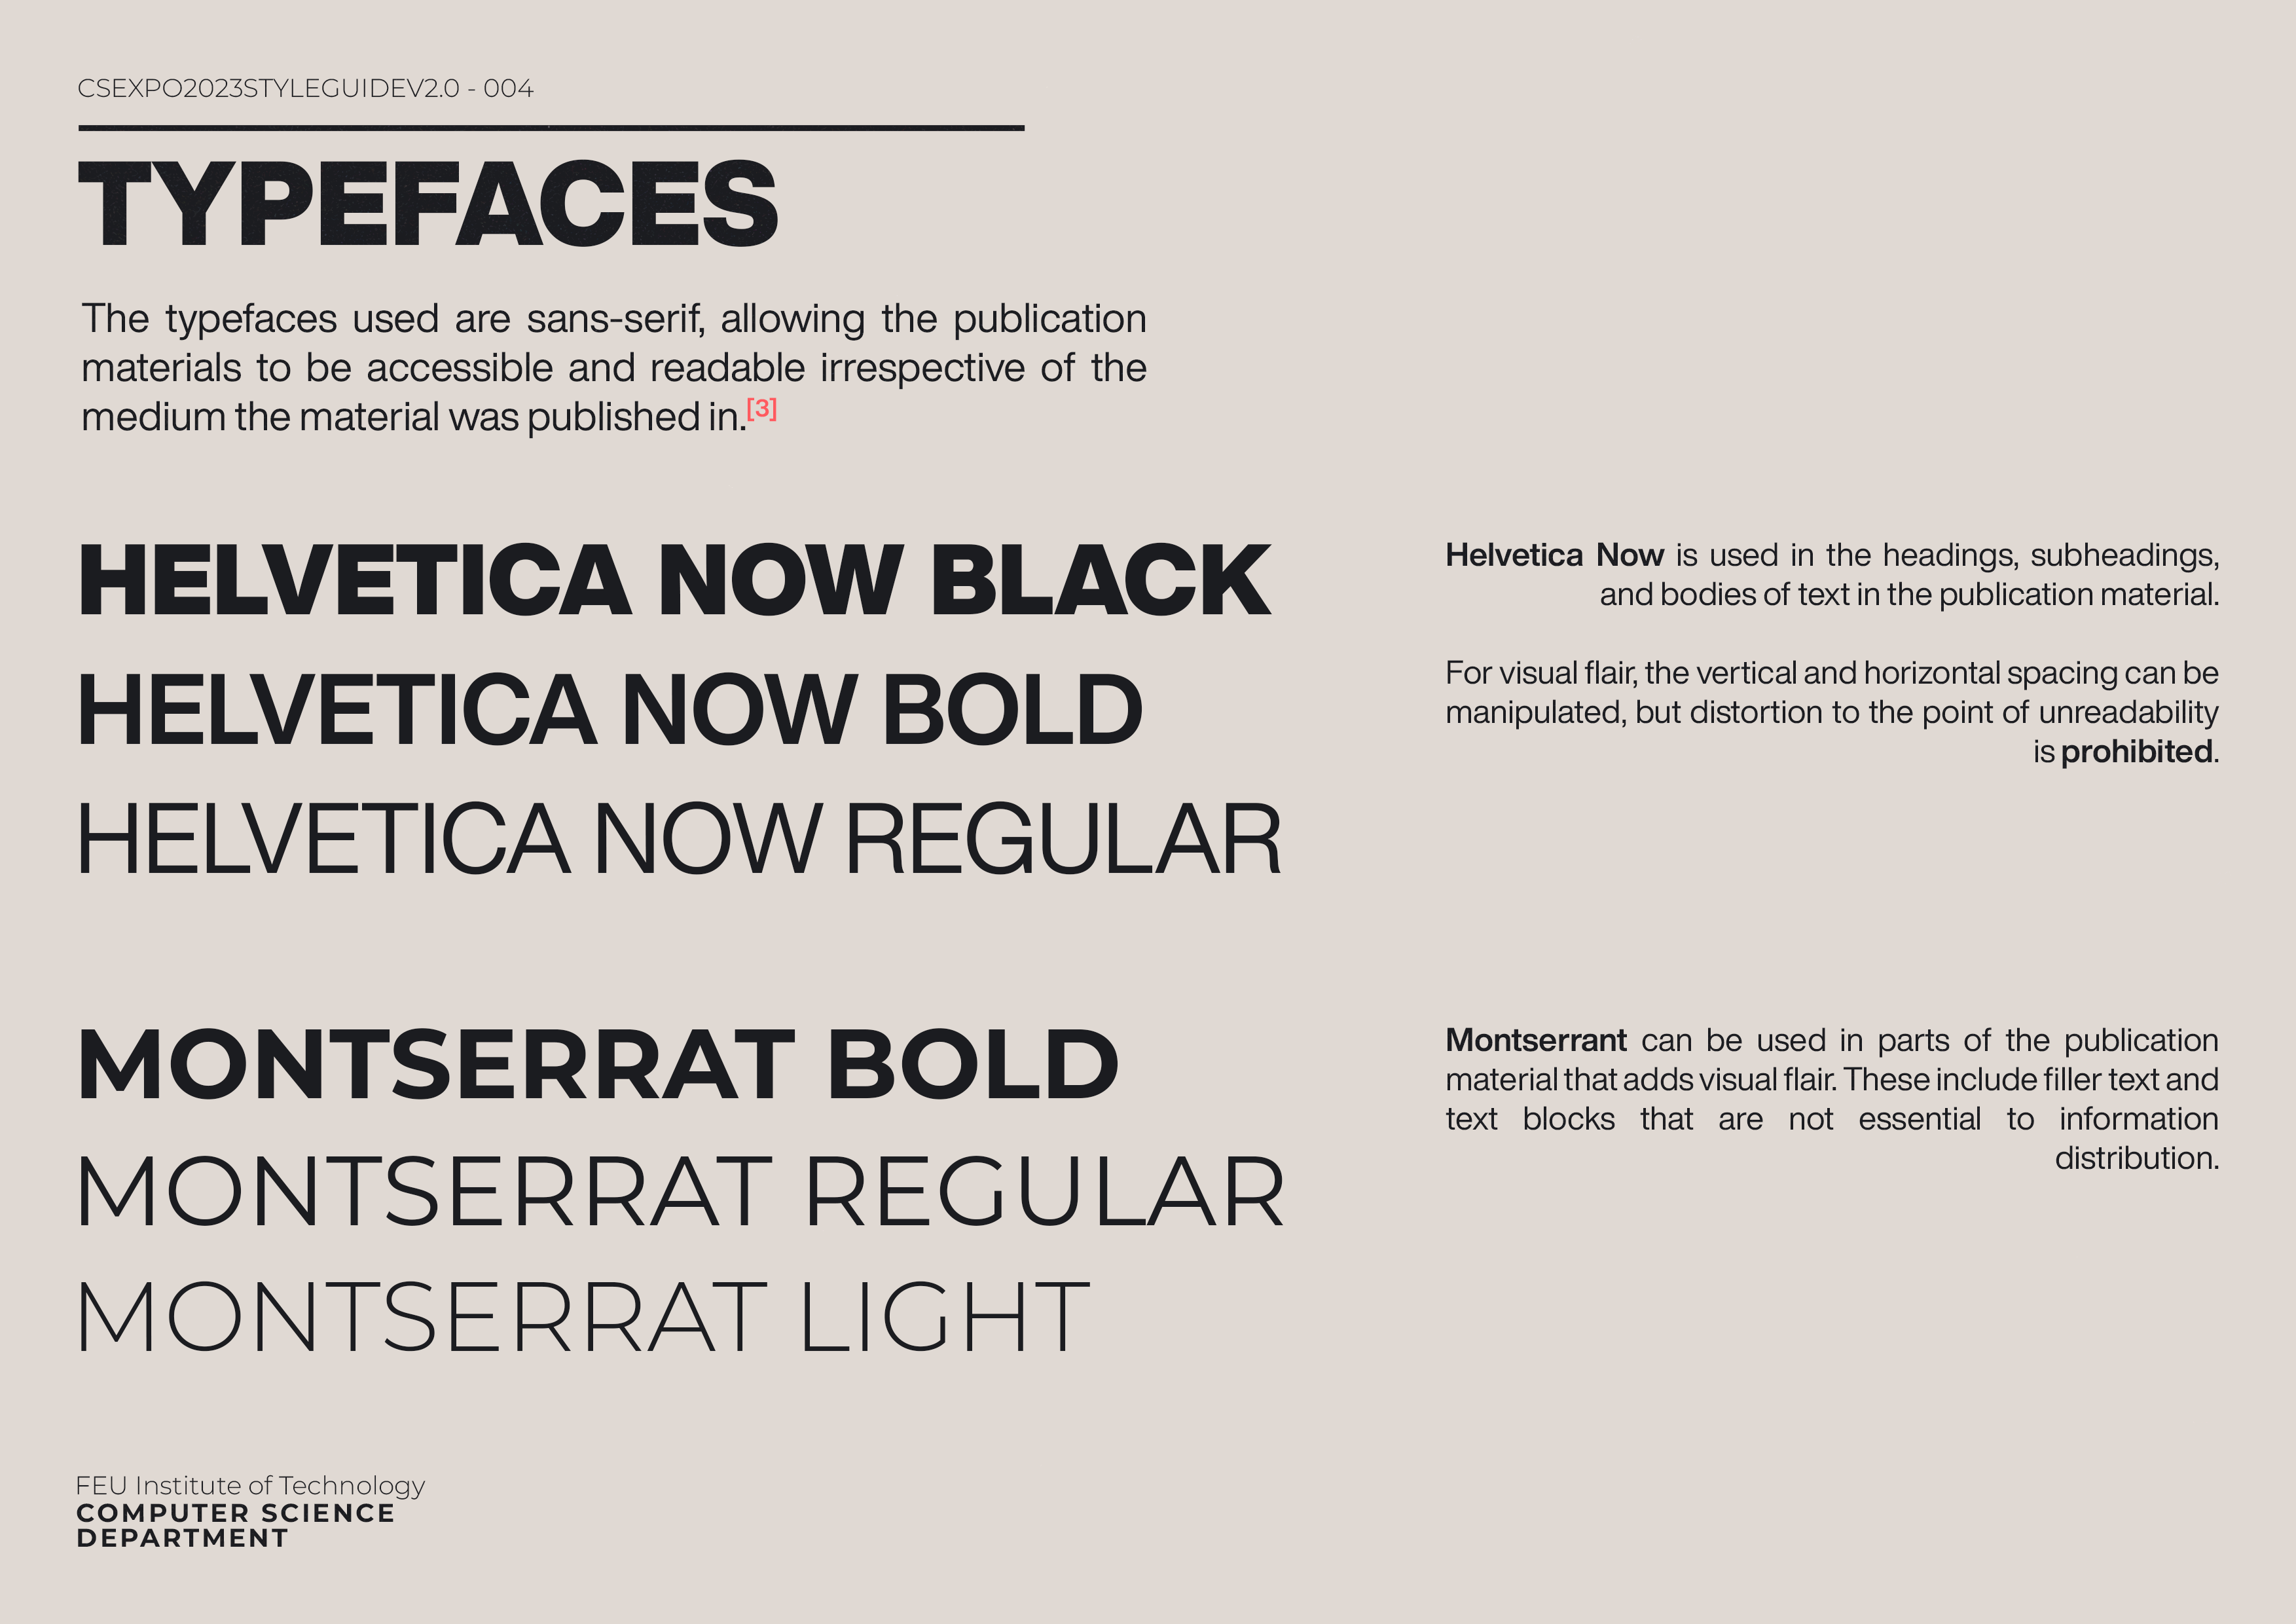 CSEXPO2023STYLEGUIDEV2.0 - 004
TYPEFACES
The typefaces used are sans-serif, allowing the publication
materials to be accessible and readable irrespective of the
medium the material was published in.[3]
HELVETICA NOW BLACK
HELVETICA NOW BOLD
HELVETICA NOW REGULAR
Helvetica Now is used in the headings, subheadings,
and bodies of text in the publication material.
For visual flair, the vertical and horizontal spacing can be
manipulated, but distortion to the point of unreadability
is prohibited.
MONTSERRAT BOLD
MONTSERRAT REGULAR
MONTSERRAT LIGHT
Montserrant can be used in parts of the publication
material that adds visual flair. These include filler text and
text blocks that are not essential to information
distribution.
FEU Institute of Technology
COMPUTER SCIENCE
DEPARTMENT